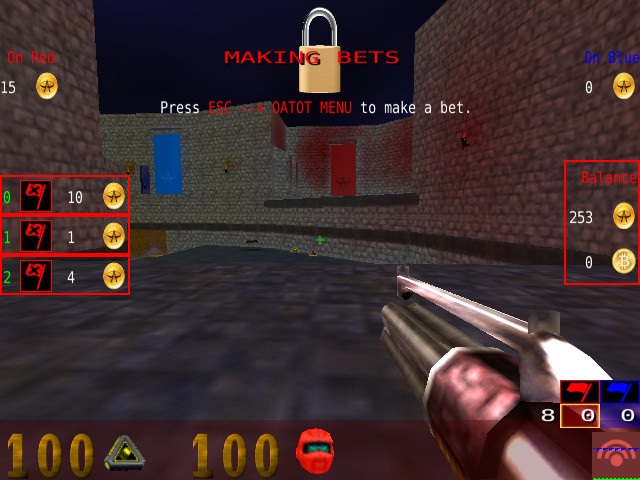 MAKING BETS
On Red
On Blue
15
0
Press ESC --> OATOT MENU to make a bet.
Balance
0 10
253
1 1
0
2 4
8 0 0
100 100